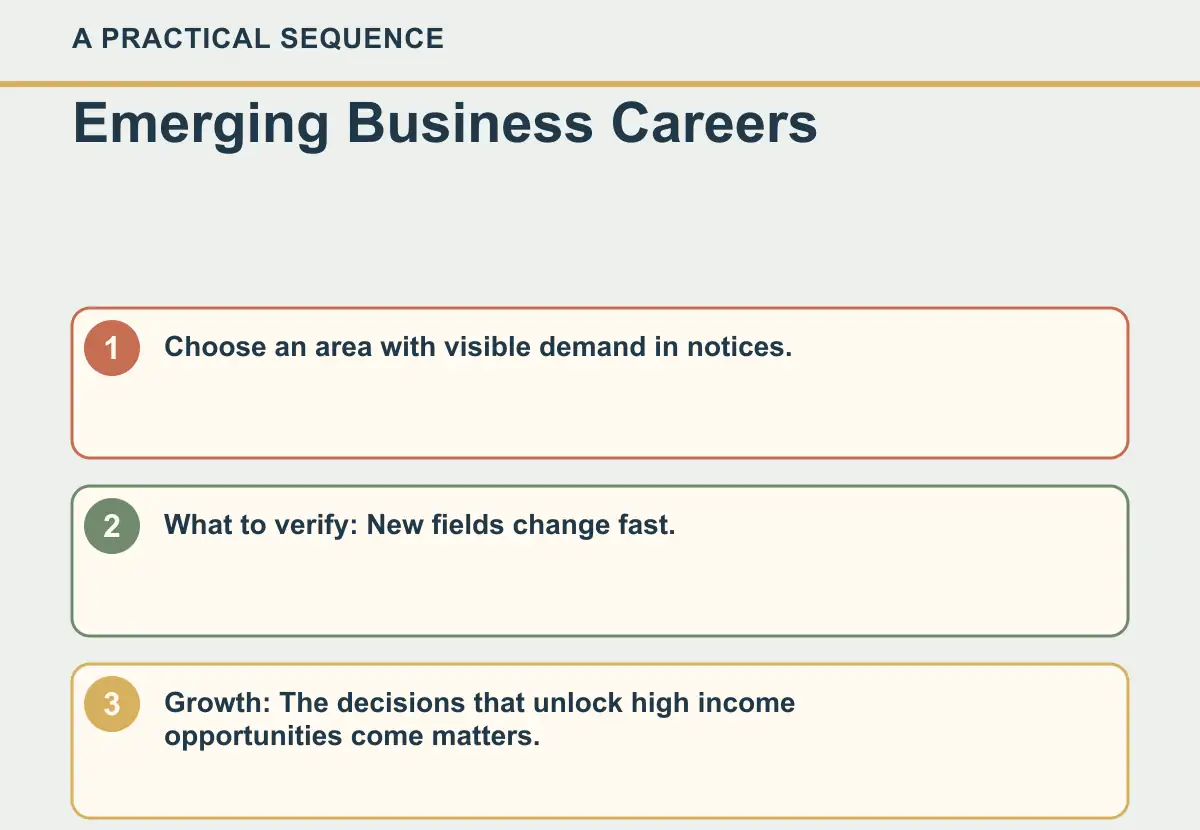 A PRACTICAL SEQUENCE
Emerging Business Careers
1
Choose an area with visible demand in notices.
2
What to verify: New fields change fast.
3
Growth: The decisions that unlock high income
opportunities come matters.